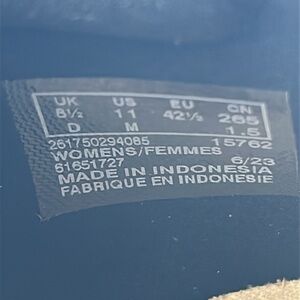 UK US EU CN
8½ 11 42½ 265
D M 1.5
261750294085 15762
WOMENS/FEMMES
61651727 6/23
MADE IN INDONESIA
FABRIQUE EN INDONESIE